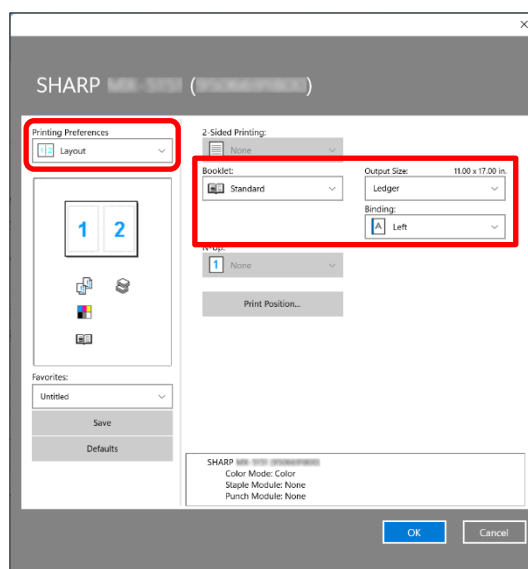 SHARP
Printing Preferences
1 2 Layout
1 2
Favorites:
Untitled
Save
Defaults
2-Sided Printing:
None
Booklet:
Standard
Output Size: 11.00 x 17.00 in.
Ledger
Binding:
A Left
N-Up:
1 None
Print Position...
SHARP
Color Mode: Color
Staple Module: None
Punch Module: None
OK Cancel